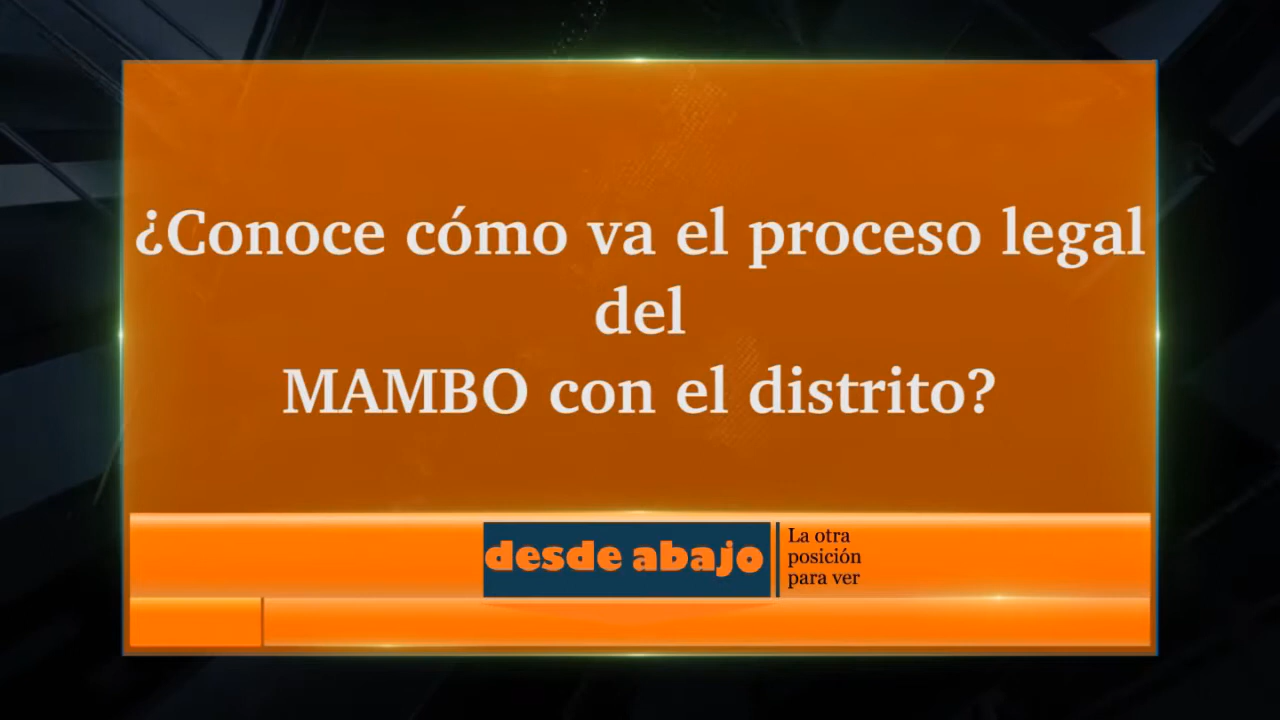 ¿Conoce cómo va el proceso legal
del
MAMBO con el distrito?
desde abajo
La otra
posición
para ver